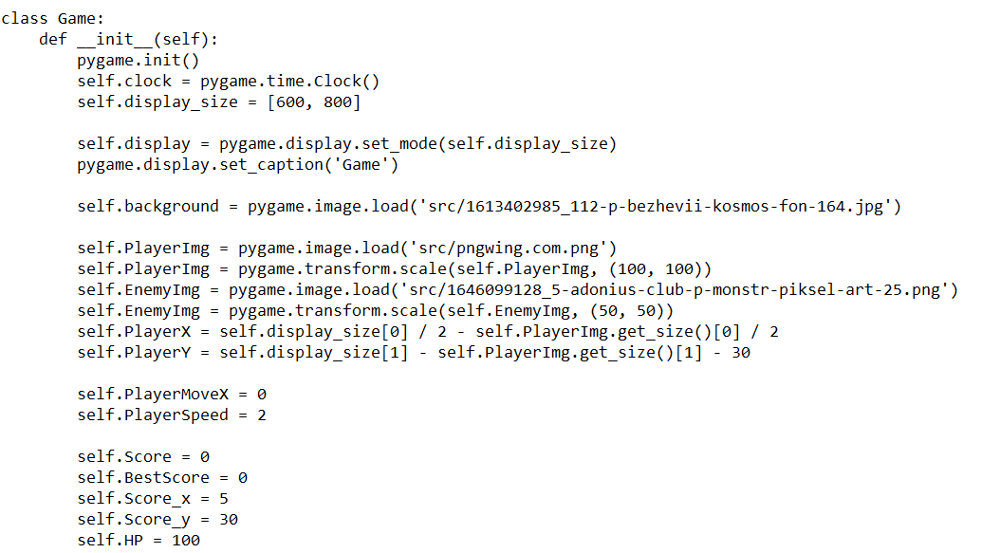 class Game:
    def __init__(self):
        pygame.init()
        self.clock = pygame.time.Clock()
        self.display_size = [600, 800]

        self.display = pygame.display.set_mode(self.display_size)
        pygame.display.set_caption('Game')

        self.background = pygame.image.load('src/1613402985_112-p-bezhevii-kosmos-fon-164.jpg')

        self.PlayerImg = pygame.image.load('src/pngwing.com.png')
        self.PlayerImg = pygame.transform.scale(self.PlayerImg, (100, 100))
        self.EnemyImg = pygame.image.load('src/1646099128_5-adonius-club-p-monstr-piksel-art-25.png')
        self.EnemyImg = pygame.transform.scale(self.EnemyImg, (50, 50))
        self.PlayerX = self.display_size[0] / 2 - self.PlayerImg.get_size()[0] / 2
        self.PlayerY = self.display_size[1] - self.PlayerImg.get_size()[1] - 30

        self.PlayerMoveX = 0
        self.PlayerSpeed = 2

        self.Score = 0
        self.BestScore = 0
        self.Score_x = 5
        self.Score_y = 30
        self.HP = 100